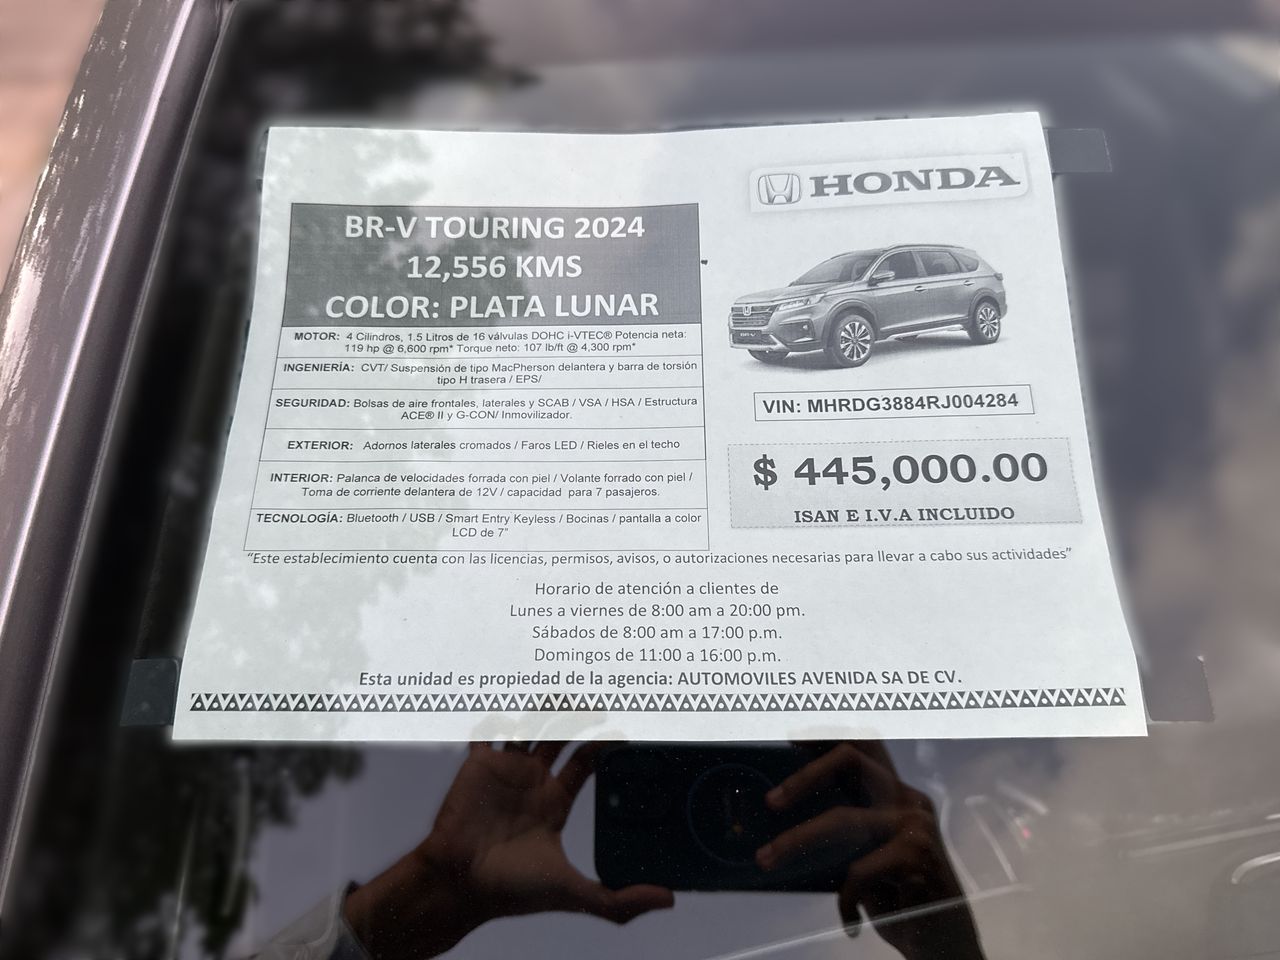 HONDA
BR-V TOURING 2024
12,556 KMS
COLOR: PLATA LUNAR
MOTOR: 4 Cilindros, 1.5 Litros de 16 válvulas DOHC i-VTEC® Potencia neta:
119 hp @ 6,600 rpm* Torque neto: 107 lb/ft @ 4,300 rpm*
INGENIERÍA: CVT/ Suspensión de tipo MacPherson delantera y barra de torsión
tipo H trasera / EPS/
SEGURIDAD: Bolsas de aire frontales, laterales y SCAB / VSA / HSA / Estructura
ACE® II y G-CON/ Inmovilizador.
EXTERIOR: Adornos laterales cromados / Faros LED / Rieles en el techo
INTERIOR: Palanca de velocidades forrada con piel / Volante forrado con piel /
Toma de corriente delantera de 12V / capacidad para 7 pasajeros.
TECNOLOGÍA: Bluetooth / USB / Smart Entry Keyless / Bocinas / pantalla a color
LCD de 7"
VIN: MHRDG3884RJ004284
$ 445,000.00
ISAN E I.V.A INCLUIDO
“Este establecimiento cuenta con las licencias, permisos, avisos, o autorizaciones necesarias para llevar a cabo sus actividades”
Horario de atención a clientes de
Lunes a viernes de 8:00 am a 20:00 pm.
Sábados de 8:00 am a 17:00 p.m.
Domingos de 11:00 a 16:00 p.m.
Esta unidad es propiedad de la agencia: AUTOMOVILES AVENIDA SA DE CV.